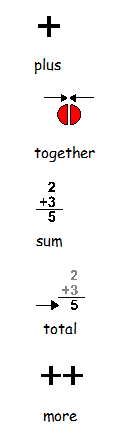 +
plus
together
2
+3
5
sum
2
+3
5
total
++
more